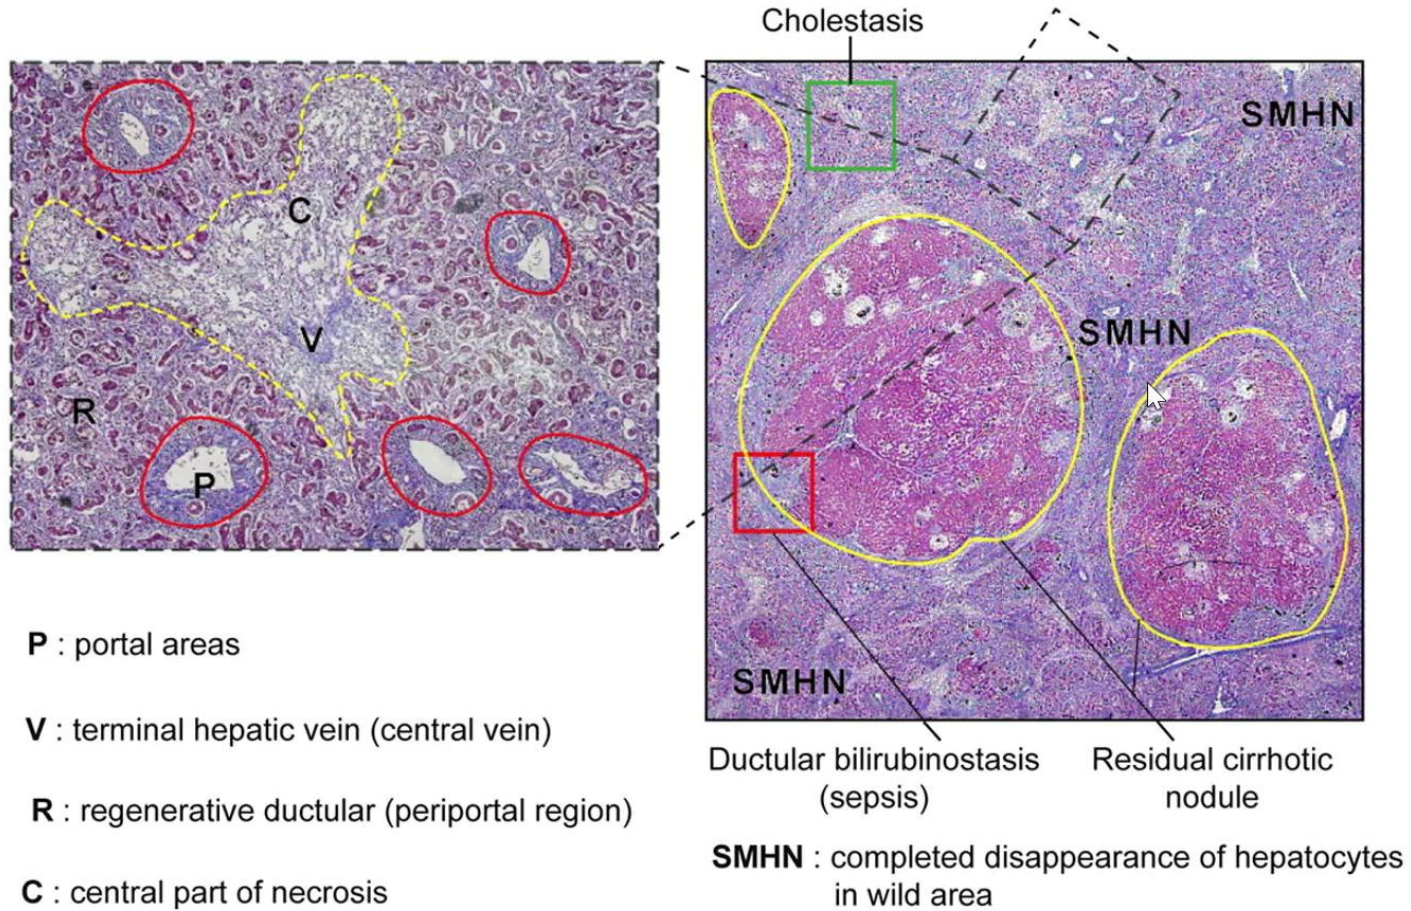 Cholestasis
SMHN
C
V
SMHN
R
P
SMHN
P : portal areas
V : terminal hepatic vein (central vein)
R : regenerative ductular (periportal region)
C : central part of necrosis
Ductular bilirubinostasis
(sepsis)
Residual cirrhotic
nodule
SMHN : completed disappearance of hepatocytes
in wild area